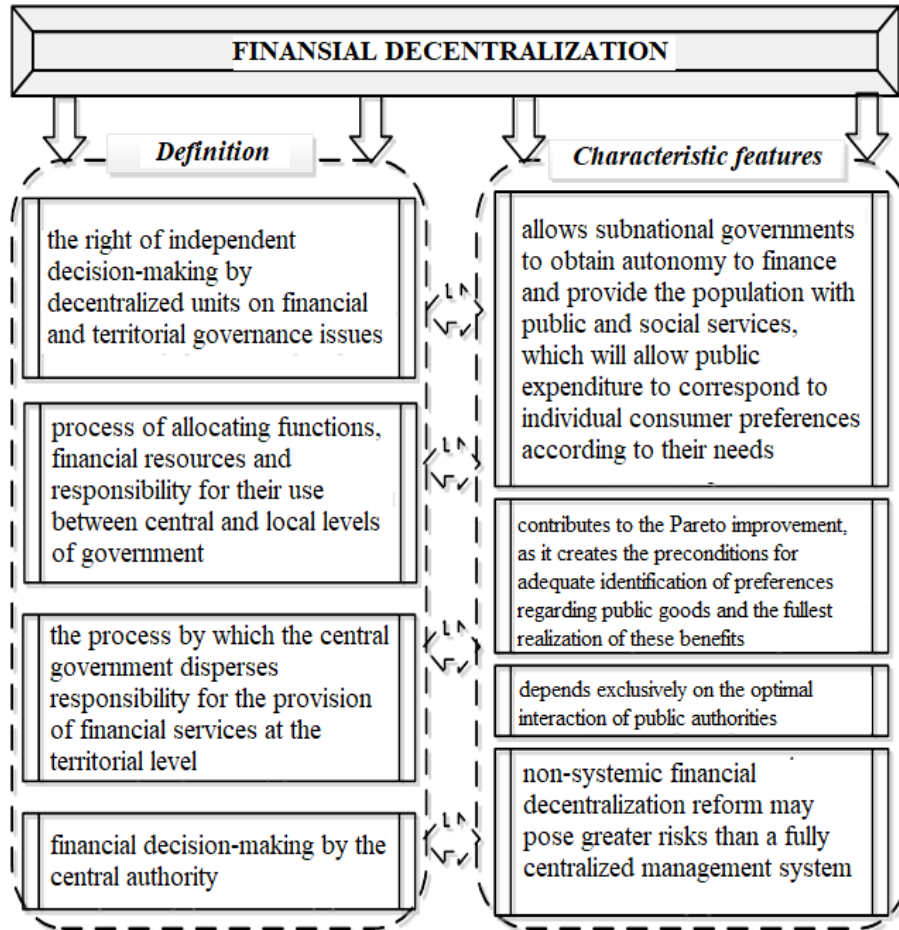 FINANSIAL DECENTRALIZATION
Definition
the right of independent
decision-making by
decentralized units on financial
and territorial governance issues
process of allocating functions,
financial resources and
responsibility for their use
between central and local levels
of government
the process by which the central
government disperses
responsibility for the provision
of financial services at the
territorial level
financial decision-making by the
central authority
Characteristic features
allows subnational governments
to obtain autonomy to finance
and provide the population with
public and social services,
which will allow public
expenditure to correspond to
individual consumer preferences
according to their needs
contributes to the Pareto improvement,
as it creates the preconditions for
adequate identification of preferences
regarding public goods and the fullest
realization of these benefits
depends exclusively on the optimal
interaction of public authorities
non-systemic financial
decentralization reform may
pose greater risks than a fully
centralized management system